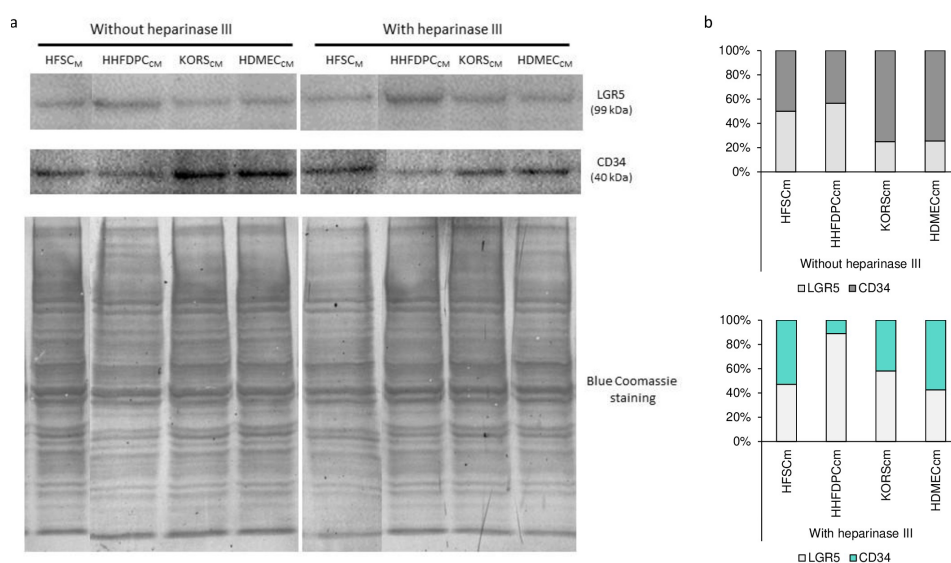 a
Without heparinase III
With heparinase III
HFSCM HHFDPCCM KORSCM HDMECCM
HFSCM HHFDPCCM KORSCM HDMECCM
LGR5
(99 kDa)
CD34
(40 kDa)
Blue Coomassie
staining
b
100%
80%
60%
40%
20%
0%
HFSCcm
HHFDPCcm
KORScm
HDMECcm
Without heparinase III
LGR5 CD34
100%
80%
60%
40%
20%
0%
HFSCm
HHFDPCcm
KORScm
HDMECcm
With heparinase III
LGR5 CD34